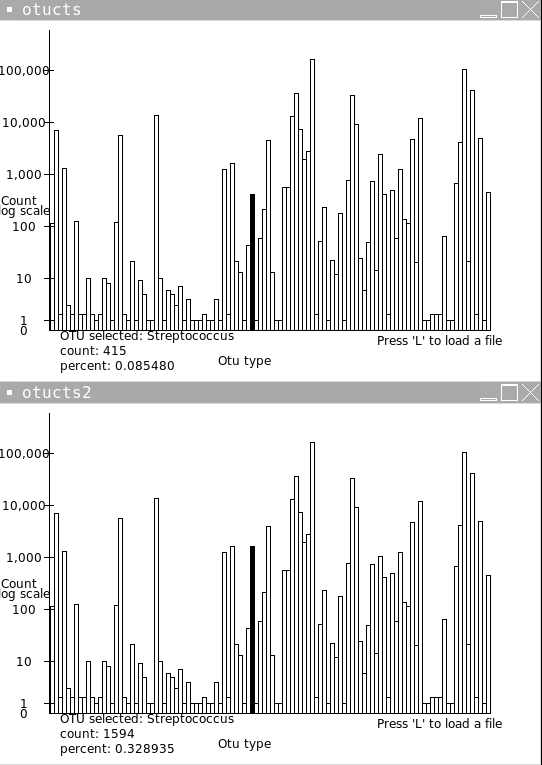 otucts
100,000
10,000
1,000
Count
log scale
100
10
1
0
OTU selected: Streptococcus
count: 415
percent: 0.085480
Otu type
Press 'L' to load a file
otucts2
100,000
10,000
1,000
Count
log scale
100
10
1
0
OTU selected: Streptococcus
count: 1594
percent: 0.328935
Otu type
Press 'L' to load a file